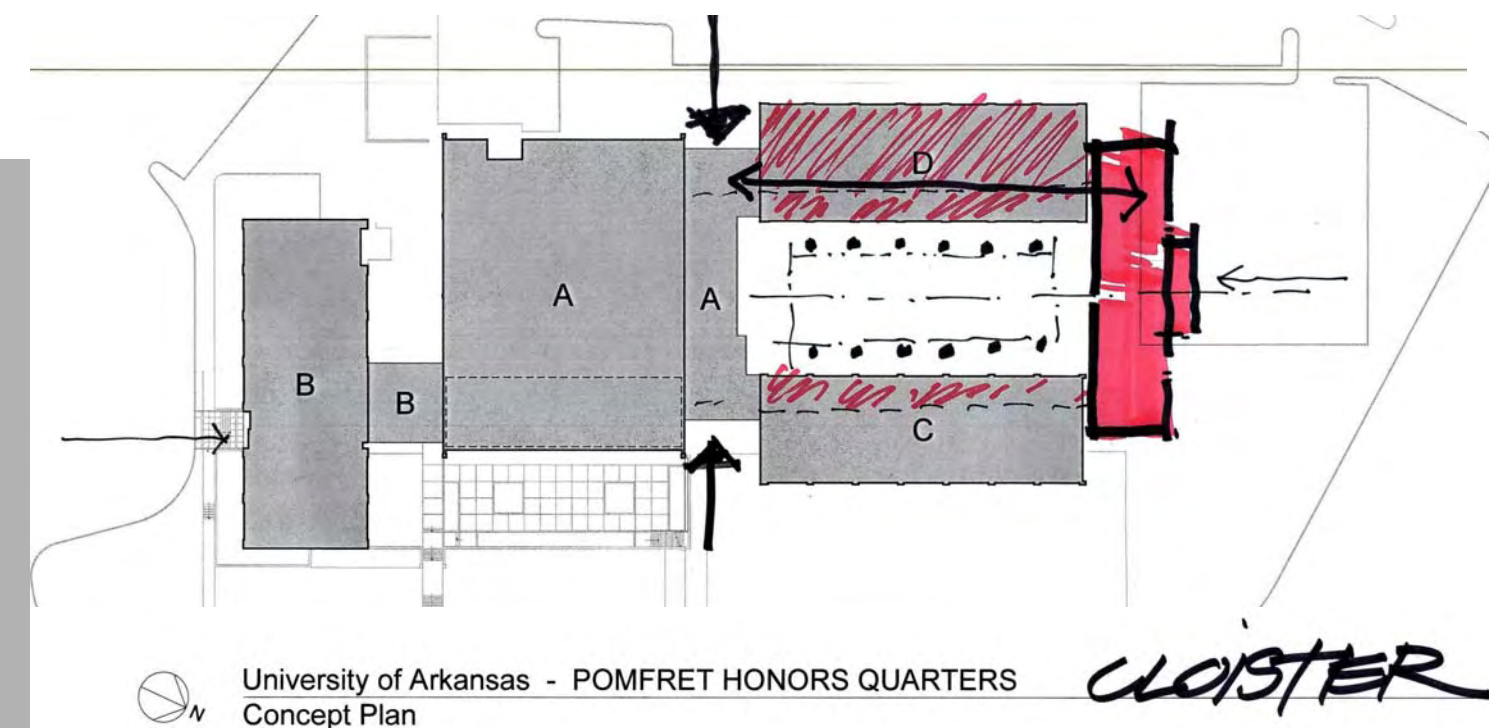 D
A
A
B
B
C
University of Arkansas - POMFRET HONORS QUARTERS
CLOISTER
N
Concept Plan